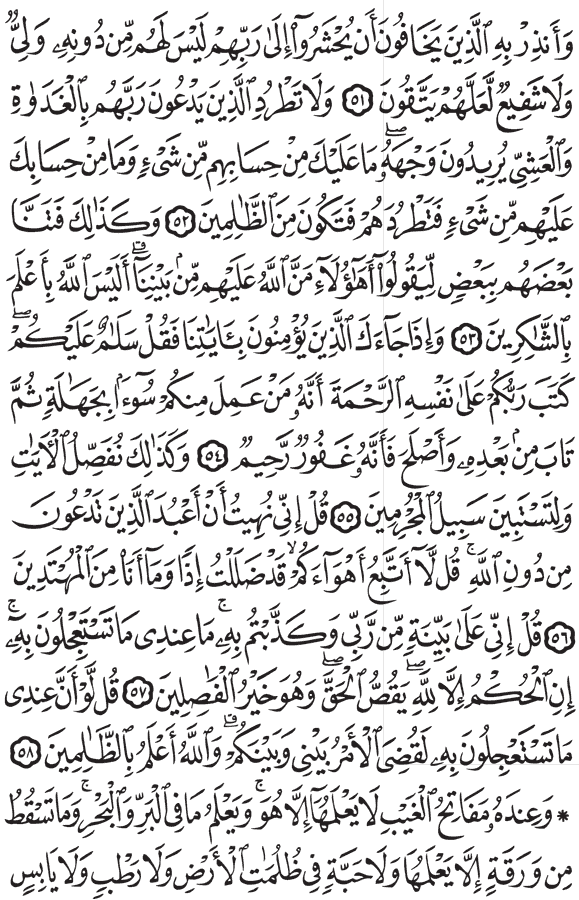 وَأَنذِرْ بِهِ ٱلَّذِينَ يَخَافُونَ أَن يُحْشَرُوٓا۟ إِلَىٰ رَبِّهِمْ لَيْسَ لَهُم مِّن دُونِهِۦ وَلِىٌّ
وَلَا شَفِيعٌ لَّعَلَّهُمْ يَتَّقُونَ ٥١ وَلَا تَطْرُدِ ٱلَّذِينَ يَدْعُونَ رَبَّهُم بِٱلْغَدَوٰةِ
وَٱلْعَشِىِّ يُرِيدُونَ وَجْهَهُۥۖ مَا عَلَيْكَ مِنْ حِسَابِهِم مِّن شَىْءٍ وَمَا مِنْ حِسَابِكَ
عَلَيْهِم مِّن شَىْءٍ فَتَطْرُدَهُمْ فَتَكُونَ مِنَ ٱلظَّٰلِمِينَ ٥٢ وَكَذَٰلِكَ فَتَنَّا
بَعْضَهُم بِبَعْضٍ لِّيَقُولُوٓا۟ أَهَٰٓؤُلَآءِ مَنَّ ٱللَّهُ عَلَيْهِم مِّنۢ بَيْنِنَآۗ أَلَيْسَ ٱللَّهُ بِأَعْلَمَ
بِٱلشَّٰكِرِينَ ٥٣ وَإِذَا جَآءَكَ ٱلَّذِينَ يُؤْمِنُونَ بِـَٔايَٰتِنَا فَقُلْ سَلَٰمٌ عَلَيْكُمْۖ
كَتَبَ رَبُّكُمْ عَلَىٰ نَفْسِهِ ٱلرَّحْمَةَ أَنَّهُۥ مَنْ عَمِلَ مِنكُمْ سُوٓءًۢا بِجَهَٰلَةٍ ثُمَّ
تَابَ مِنۢ بَعْدِهِۦ وَأَصْلَحَ فَأَنَّهُۥ غَفُورٌ رَّحِيمٌ ٥٤ وَكَذَٰلِكَ نُفَصِّلُ ٱلْـَٔايَٰتِ
وَلِتَسْتَبِينَ سَبِيلُ ٱلْمُجْرِمِينَ ٥٥ قُلْ إِنِّى نُهِيتُ أَنْ أَعْبُدَ ٱلَّذِينَ تَدْعُونَ
مِن دُونِ ٱللَّهِۚ قُل لَّآ أَتَّبِعُ أَهْوَآءَكُمْۙ قَدْ ضَلَلْتُ إِذًا وَمَآ أَنَا۠ مِنَ ٱلْمُهْتَدِينَ
٥٦ قُلْ إِنِّى عَلَىٰ بَيِّنَةٍ مِّن رَّبِّى وَكَذَّبْتُم بِهِۦۚ مَا عِندِى مَا تَسْتَعْجِلُونَ بِهِۦٓۚ
إِنِ ٱلْحُكْمُ إِلَّا لِلَّهِۖ يَقُصُّ ٱلْحَقَّۖ وَهُوَ خَيْرُ ٱلْفَٰصِلِينَ ٥٧ قُل لَّوْ أَنَّ عِندِى
مَا تَسْتَعْجِلُونَ بِهِۦ لَقُضِىَ ٱلْأَمْرُ بَيْنِى وَبَيْنَكُمْۗ وَٱللَّهُ أَعْلَمُ بِٱلظَّٰلِمِينَ ٥٨
* وَعِندَهُۥ مَفَاتِحُ ٱلْغَيْبِ لَا يَعْلَمُهَآ إِلَّا هُوَۚ وَيَعْلَمُ مَا فِى ٱلْبَرِّ وَٱلْبَحْرِۚ وَمَا تَسْقُطُ
مِن وَرَقَةٍ إِلَّا يَعْلَمُهَا وَلَا حَبَّةٍ فِى ظُلُمَٰتِ ٱلْأَرْضِ وَلَا رَطْبٍ وَلَا يَابِسٍ